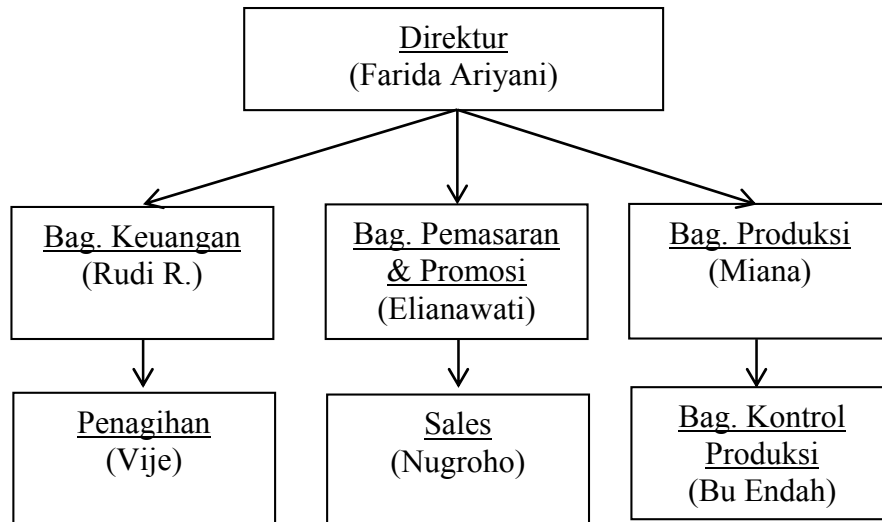 Direktur
(Farida Ariyani)
Bag. Keuangan
(Rudi R.)
Bag. Pemasaran
& Promosi
(Elianawati)
Bag. Produksi
(Miana)
Penagihan
(Vije)
Sales
(Nugroho)
Bag. Kontrol
Produksi
(Bu Endah)